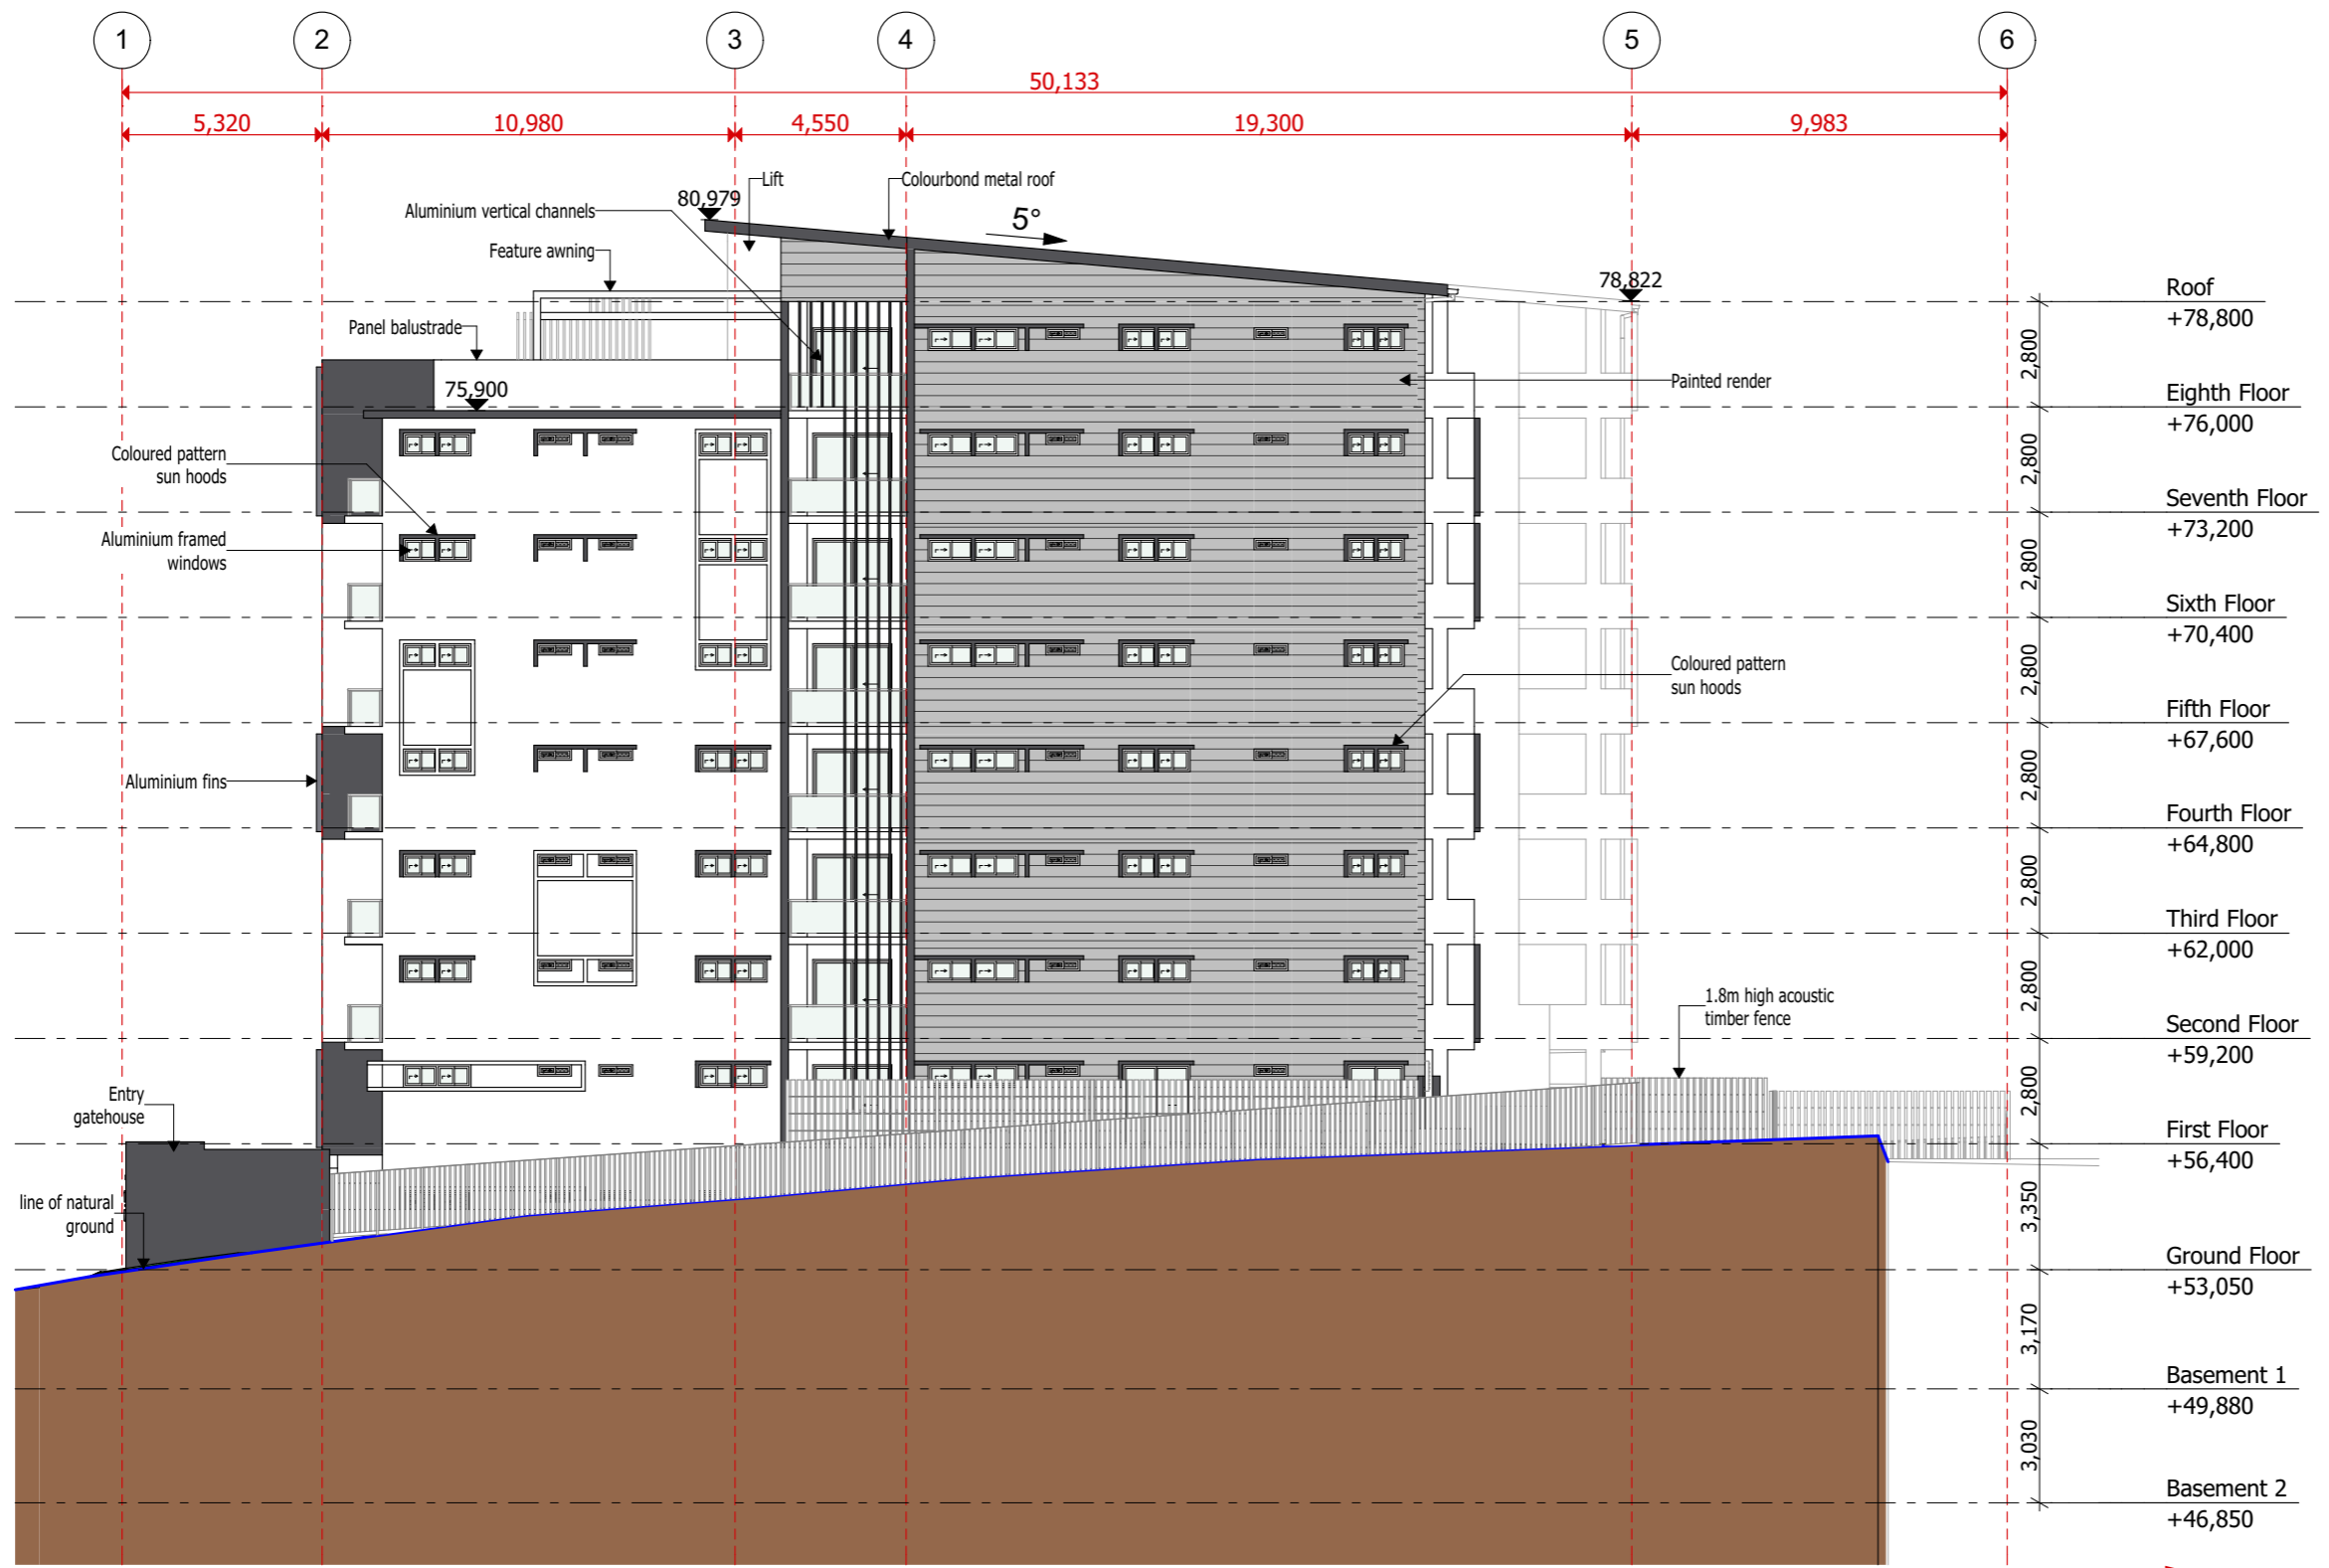 1 2 3 4 5 6
50,133
5,320 10,980 4,550 19,300 9,983
Lift
Colourbond metal roof
80,979
Aluminium vertical channels
5°
Feature awning
78,822
Roof
+78,800
Panel balustrade
2,800
Painted render
75,900
Eighth Floor
+76,000
Coloured pattern
sun hoods
2,800
Seventh Floor
+73,200
Aluminium framed
windows
2,800
Sixth Floor
+70,400
Coloured pattern
sun hoods
2,800
Fifth Floor
+67,600
Aluminium fins
2,800
Fourth Floor
+64,800
2,800
Third Floor
+62,000
1.8m high acoustic
timber fence
2,800
Second Floor
+59,200
Entry
gatehouse
2,800
First Floor
+56,400
line of natural
ground
3,350
Ground Floor
+53,050
3,170
Basement 1
+49,880
3,030
Basement 2
+46,850